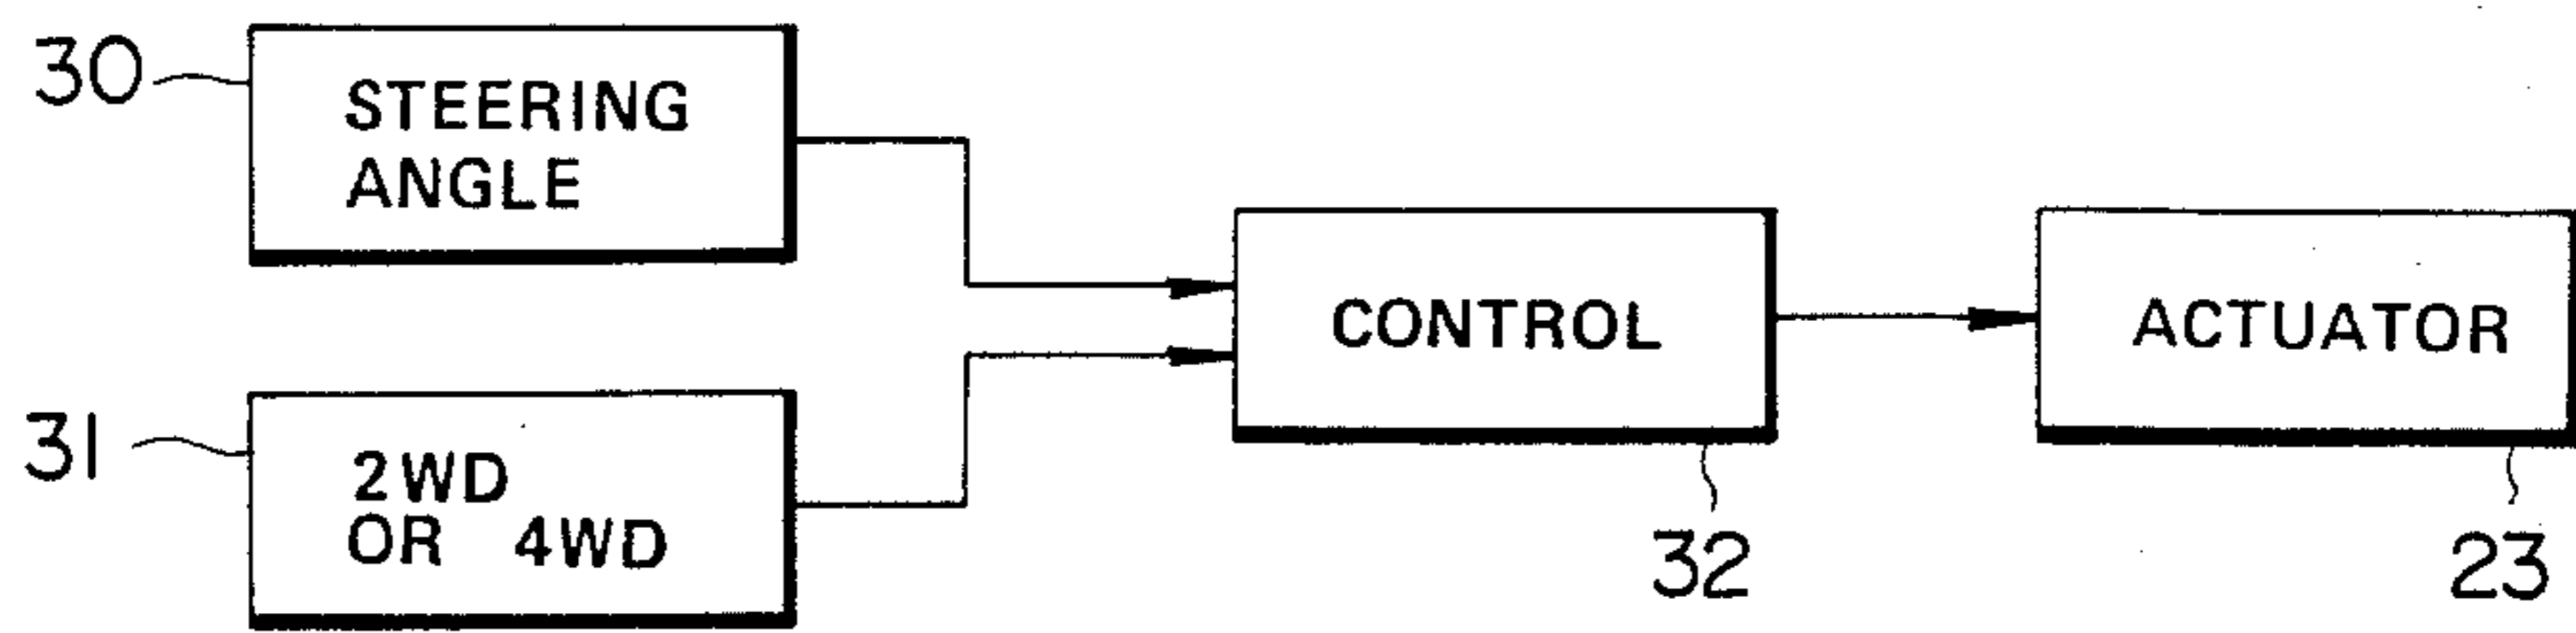 30
STEERING
ANGLE
31
2WD
OR 4WD
CONTROL
32
ACTUATOR
23